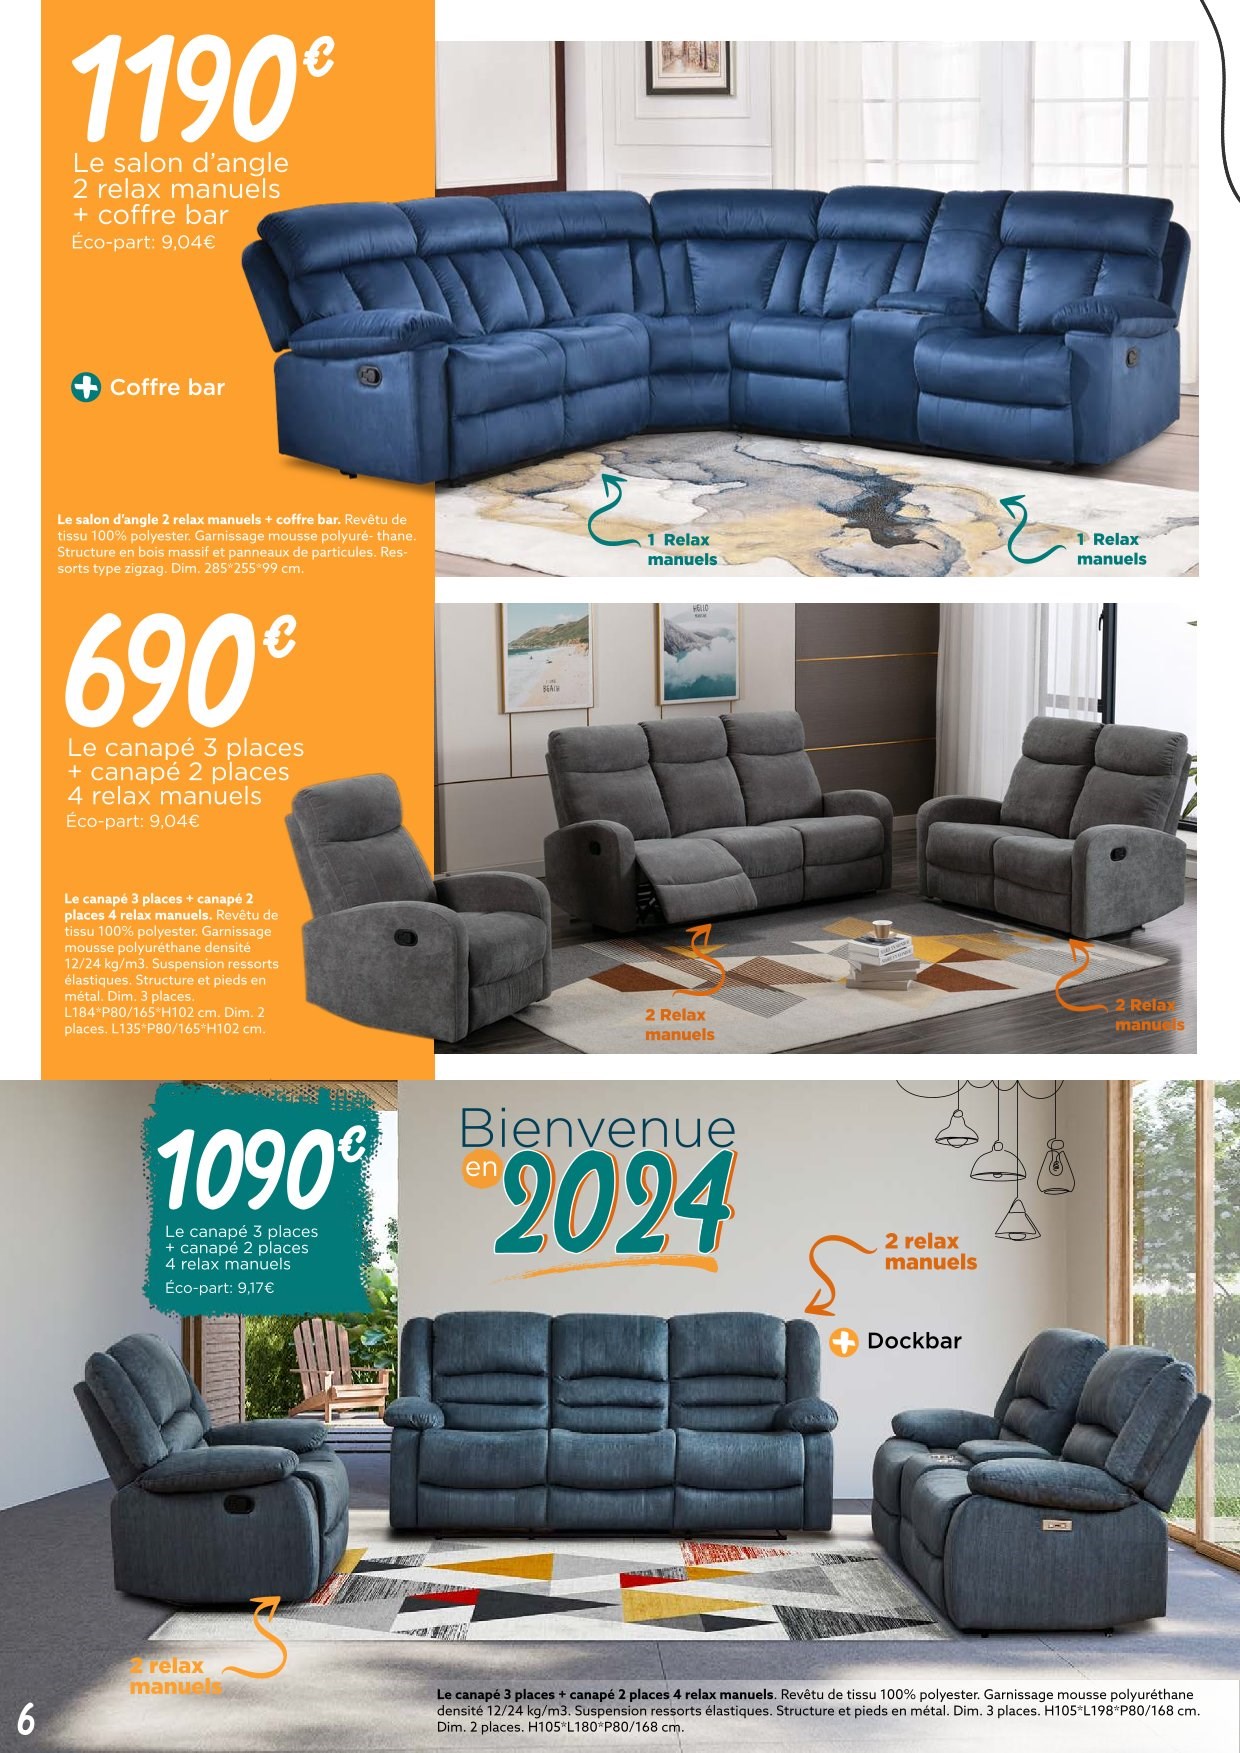 1190€
Le salon d'angle
2 relax manuels
+ coffre bar
Éco-part: 9,04€
+ Coffre bar
Le salon d'angle 2 relax manuels + coffre bar. Revêtu de
tissu 100% polyester. Garnissage mousse polyuré- thane.
Structure en bois massif et panneaux de particules. Res-
sorts type zigzag. Dim. 285*255*99 cm.
1 Relax
manuels
1 Relax
manuels
690€
Le canapé 3 places
+ canapé 2 places
4 relax manuels
Éco-part: 9,04€
Le canapé 3 places + canapé 2
places 4 relax manuels. Revêtu de
tissu 100% polyester. Garnissage
mousse polyuréthane densité
12/24 kg/m3. Suspension ressorts
élastiques. Structure et pieds en
métal. Dim. 3 places.
L184*P80/165*H102 cm. Dim. 2
places. L135*P80/165*H102 cm.
BEACH
HELLO
2 Relax
manuels
2 Relax
manuels
1090€
Le canapé 3 places
+ canapé 2 places
4 relax manuels
Éco-part: 9,17€
Bienvenue
en
2024
2 relax
manuels
+ Dockbar
2 relax
manuels
Le canapé 3 places + canapé 2 places 4 relax manuels. Revêtu de tissu 100% polyester. Garnissage mousse polyuréthane
densité 12/24 kg/m3. Suspension ressorts élastiques. Structure et pieds en métal. Dim. 3 places. H105*L198*P80/168 cm.
Dim. 2 places. H105*L180*P80/168 cm.
6